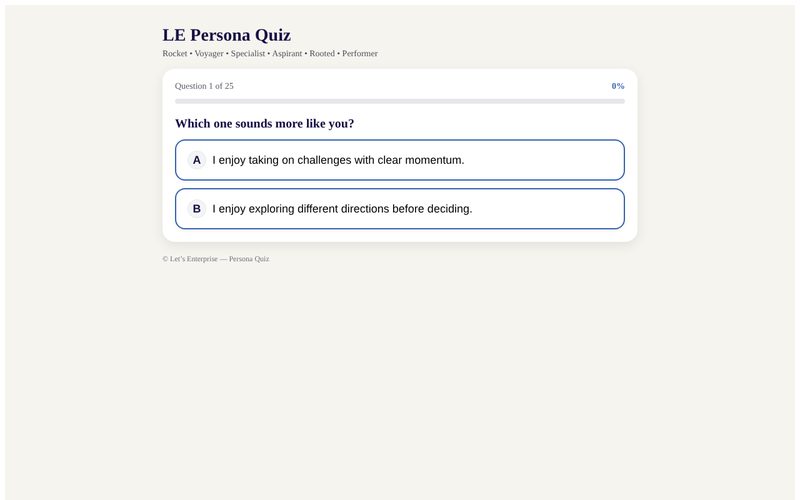 LE Persona Quiz
Rocket • Voyager • Specialist • Aspirant • Rooted • Performer
Question 1 of 25
0%
Which one sounds more like you?
A I enjoy taking on challenges with clear momentum.
B I enjoy exploring different directions before deciding.
© Let’s Enterprise — Persona Quiz